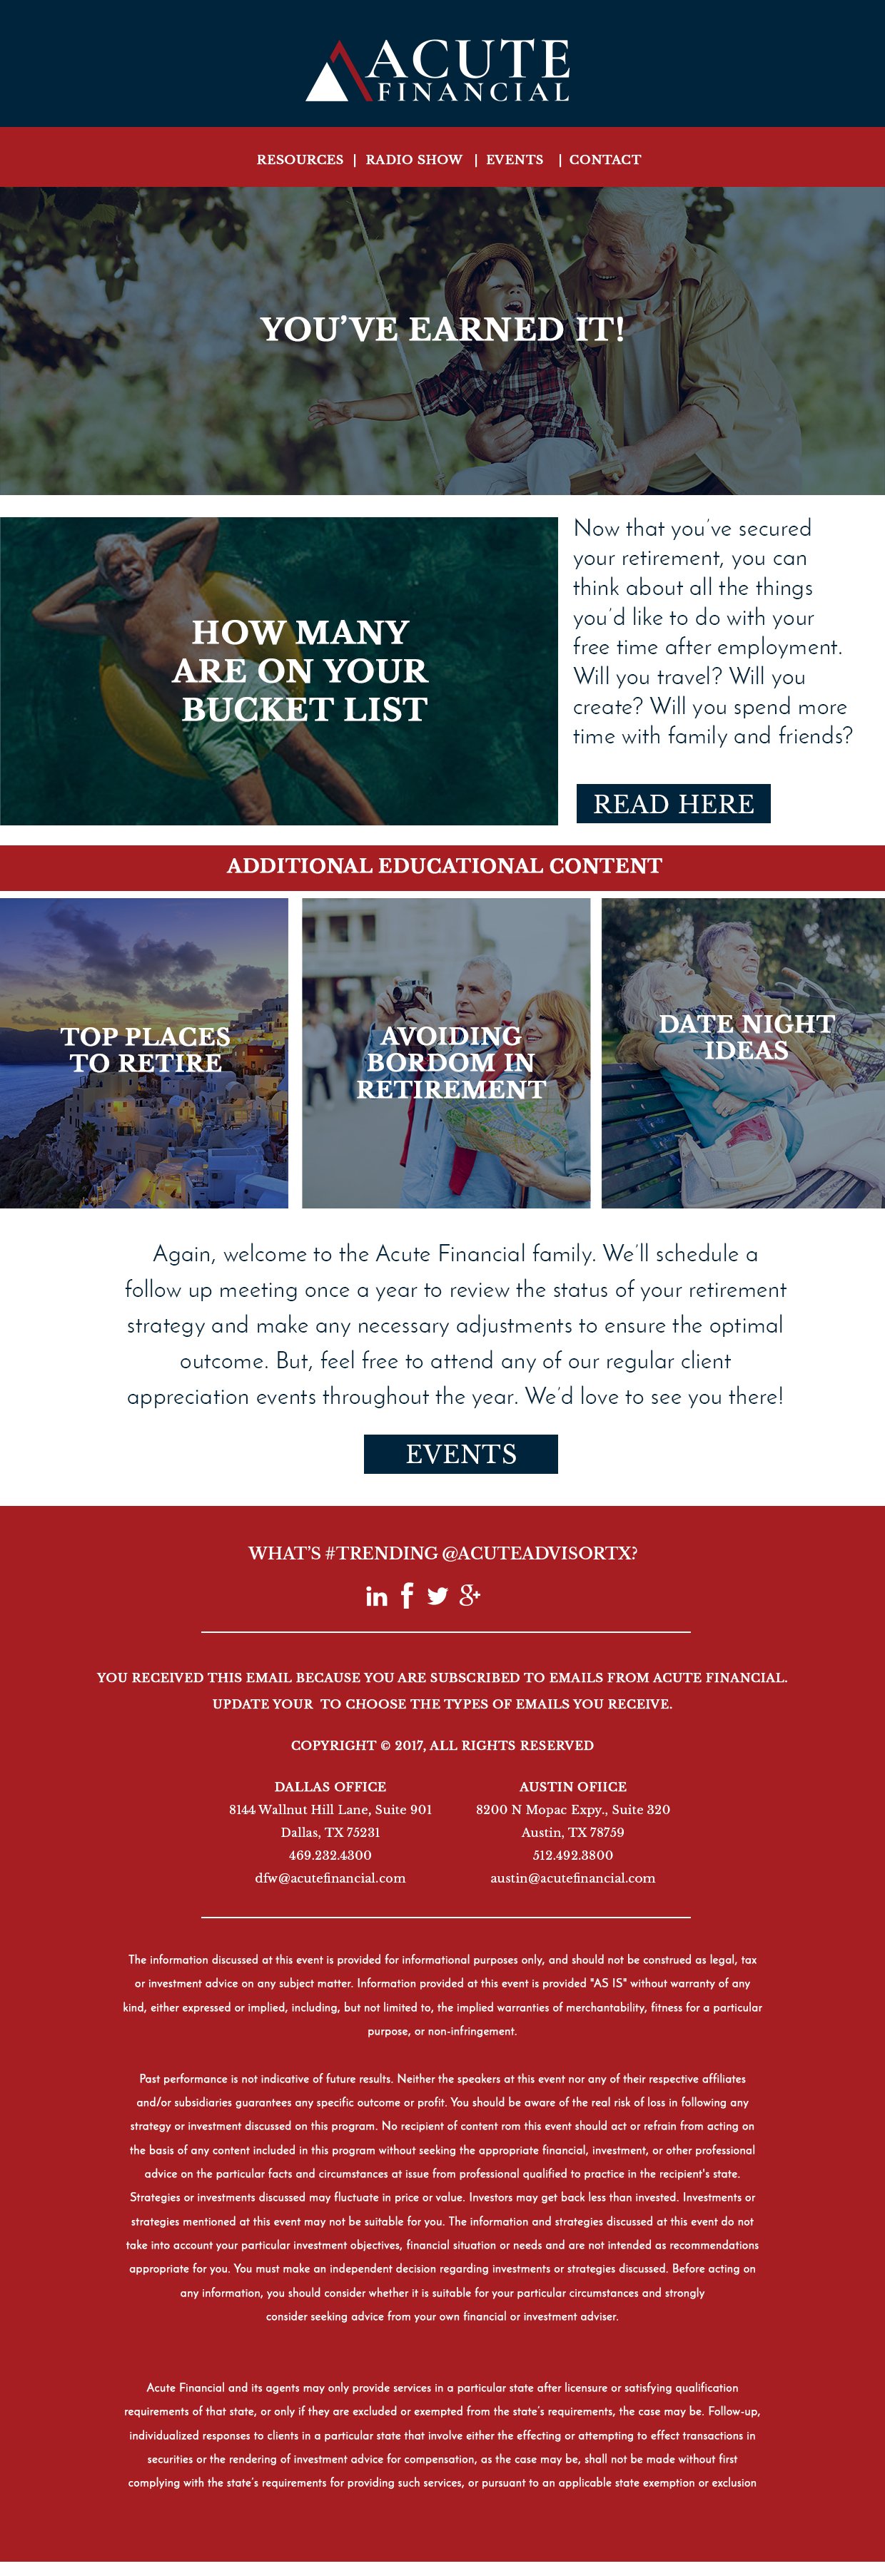 ACUTE
FINANCIAL
RESOURCES | RADIO SHOW | EVENTS | CONTACT
YOU'VE EARNED IT!
HOW MANY
ARE ON YOUR
BUCKET LIST
Now that you've secured
your retirement, you can
think about all the things
you'd like to do with your
free time after employment.
Will you travel? Will you
create? Will you spend more
time with family and friends?
READ HERE
ADDITIONAL EDUCATIONAL CONTENT
TOP PLACES
TO RETIRE
AVOIDING
BORDOM IN
RETIREMENT
DATE NIGHT
IDEAS
Again, welcome to the Acute Financial family. We'll schedule a
follow up meeting once a year to review the status of your retirement
strategy and make any necessary adjustments to ensure the optimal
outcome. But, feel free to attend any of our regular client
appreciation events throughout the year. We'd love to see you there!
EVENTS
WHAT'S #TRENDING @ACUTEADVISORTX?
YOU RECEIVED THIS EMAIL BECAUSE YOU ARE SUBSCRIBED TO EMAILS FROM ACUTE FINANCIAL.
UPDATE YOUR  TO CHOOSE THE TYPES OF EMAILS YOU RECEIVE.
COPYRIGHT © 2017, ALL RIGHTS RESERVED
DALLAS OFFICE
8144 Wallnut Hill Lane, Suite 901
Dallas, TX 75231
469.232.4300
dfw@acutefinancial.com
AUSTIN OFIICE
8200 N Mopac Expy., Suite 320
Austin, TX 78759
512.492.3800
austin@acutefinancial.com
The information discussed at this event is provided for informational purposes only, and should not be construed as legal, tax
or investment advice on any subject matter. Information provided at this event is provided "AS IS" without warranty of any
kind, either expressed or implied, including, but not limited to, the implied warranties of merchantability, fitness for a particular
purpose, or non-infringement.
Past performance is not indicative of future results. Neither the speakers at this event nor any of their respective affiliates
and/or subsidiaries guarantees any specific outcome or profit. You should be aware of the real risk of loss in following any
strategy or investment discussed on this program. No recipient of content rom this event should act or refrain from acting on
the basis of any content included in this program without seeking the appropriate financial, investment, or other professional
advice on the particular facts and circumstances at issue from professional qualified to practice in the recipient's state.
Strategies or investments discussed may fluctuate in price or value. Investors may get back less than invested. Investments or
strategies mentioned at this event may not be suitable for you. The information and strategies discussed at this event do not
take into account your particular investment objectives, financial situation or needs and are not intended as recommendations
appropriate for you. You must make an independent decision regarding investments or strategies discussed. Before acting on
any information, you should consider whether it is suitable for your particular circumstances and strongly
consider seeking advice from your own financial or investment adviser.
Acute Financial and its agents may only provide services in a particular state after licensure or satisfying qualification
requirements of that state, or only if they are excluded or exempted from the state's requirements, the case may be. Follow-up,
individualized responses to clients in a particular state that involve either the effecting or attempting to effect transactions in
securities or the rendering of investment advice for compensation, as the case may be, shall not be made without first
complying with the state's requirements for providing such services, or pursuant to an applicable state exemption or exclusion